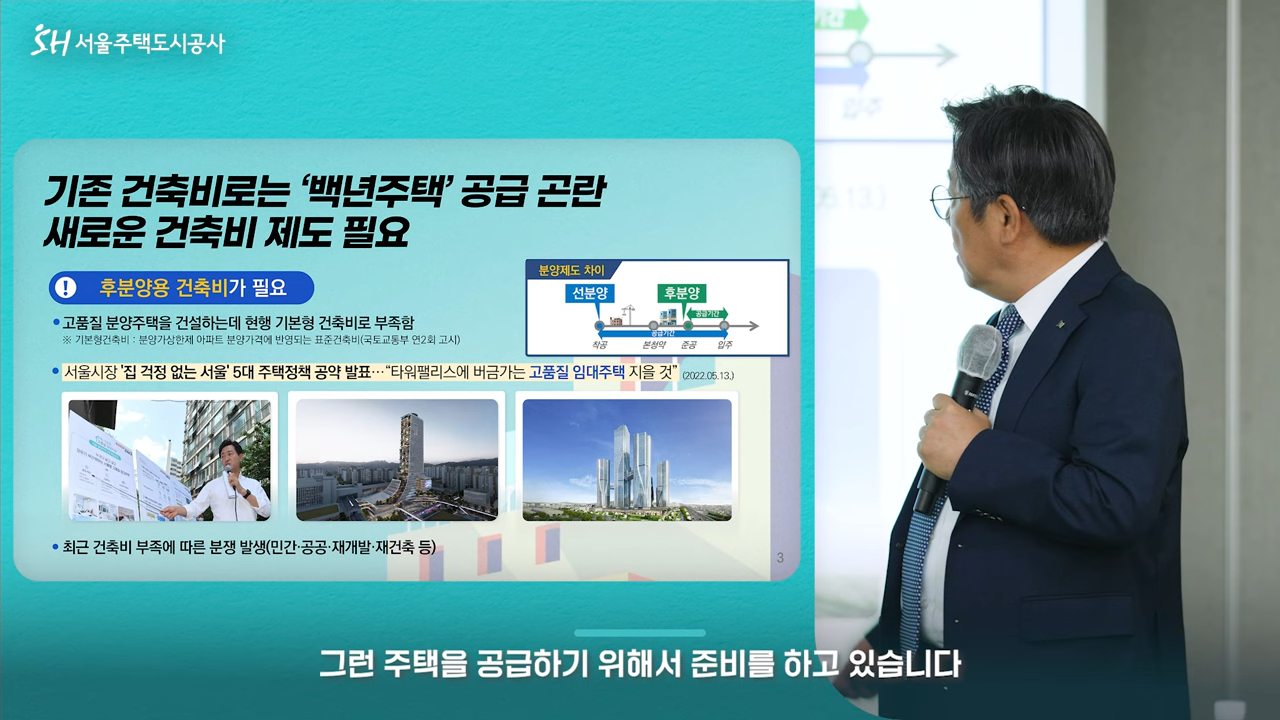 SH 서울주택도시공사
기존 건축비로는 ‘백년주택’ 공급 곤란
새로운 건축비 제도 필요
! 후분양용 건축비가 필요
•고품질 분양주택을 건설하는데 현행 기본형 건축비로 부족함
※ 기본형건축비 : 분양가상한제 아파트 분양가격에 반영되는 표준건축비(국토교통부 연2회 고시)
분양제도 차이
선분양 후분양
공급기간
공급기간
착공 본청약 준공 입주
•서울시장 '집 걱정 없는 서울' 5대 주택정책 공약 발표…“타워팰리스에 버금가는 고품질 임대주택 지을 것” (2022.05.13.)
•최근 건축비 부족에 따른 분쟁 발생(민간·공공·재개발·재건축 등)
3
그런 주택을 공급하기 위해서 준비를 하고 있습니다